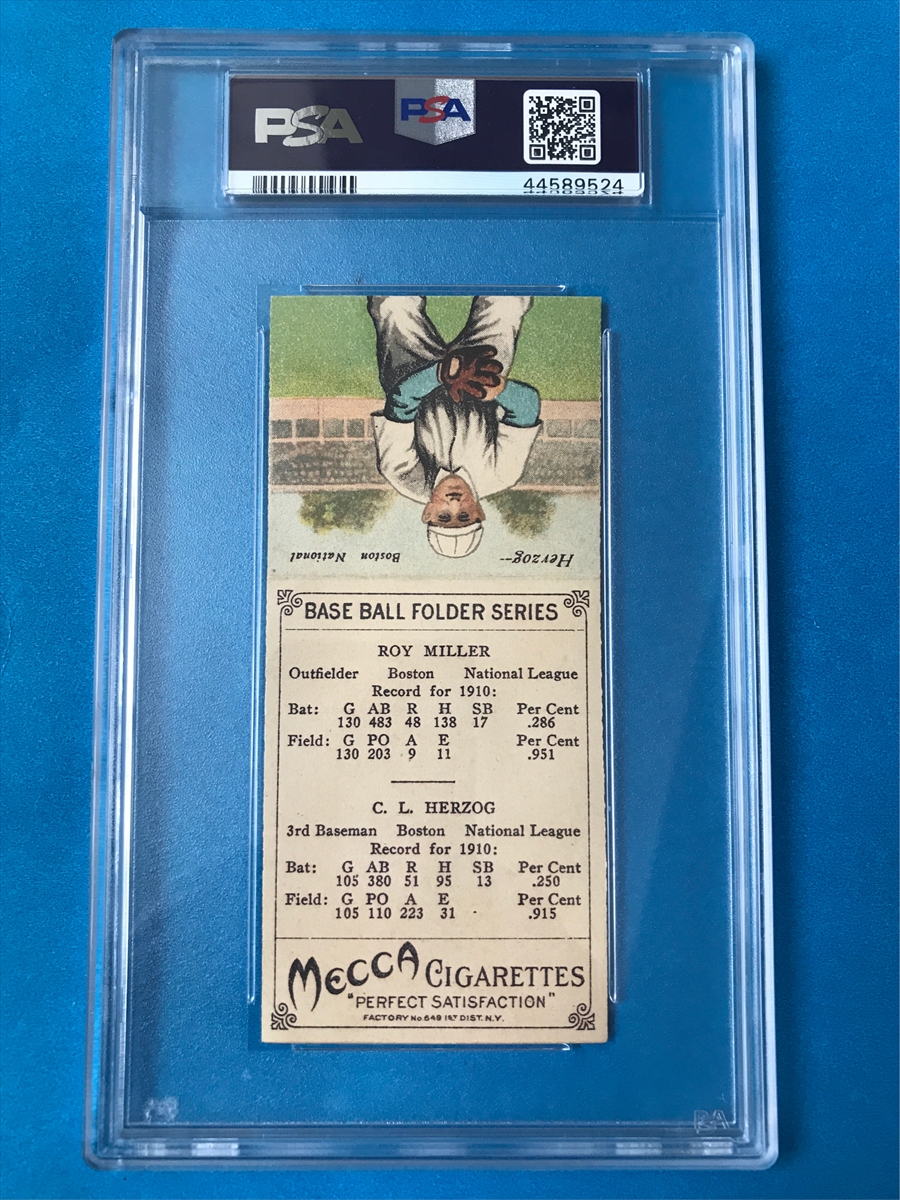 PSA PSA
44589524
Herzog-- Boston National
BASE BALL FOLDER SERIES
ROY MILLER
Outfielder Boston National League
Record for 1910:
Bat: G AB R H SB Per Cent
130 483 48 138 17 .286
Field: G PO A E Per Cent
130 203 9 11 .951
C. L. HERZOG
3rd Baseman Boston National League
Record for 1910:
Bat: G AB R H SB Per Cent
105 380 51 95 13 .250
Field: G PO A E Per Cent
105 110 223 31 .915
MECCA CIGARETTES
"PERFECT SATISFACTION"
FACTORY No. 649 1ST DIST. N.Y.
PSA